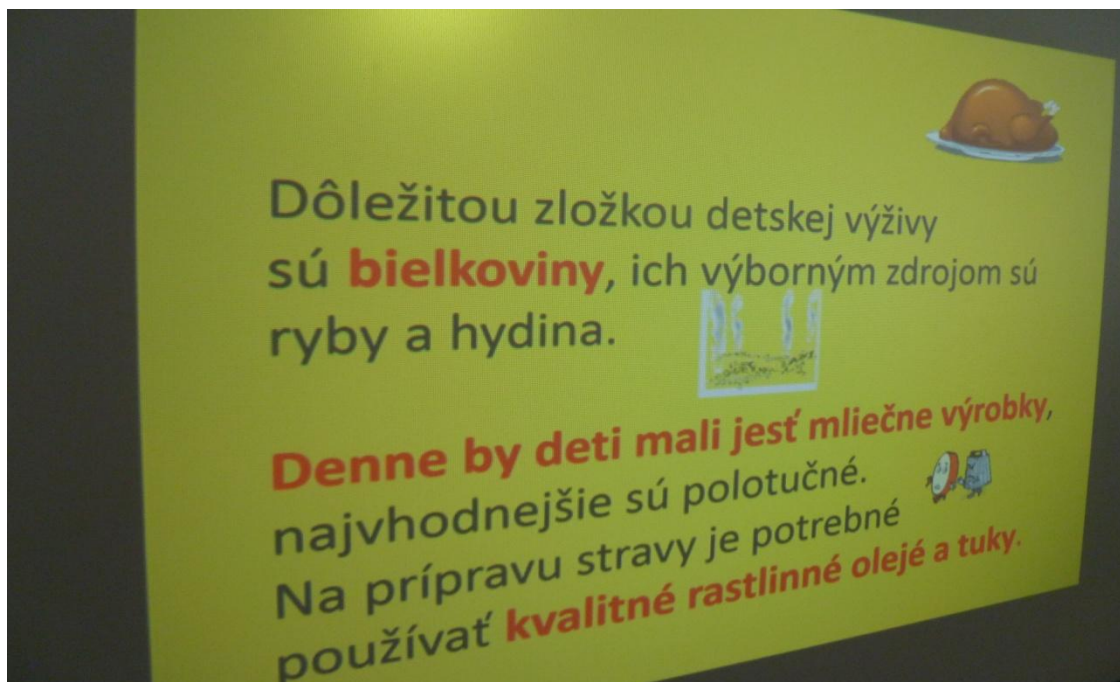 Dôležitou zložkou detskej výživy
sú bielkoviny, ich výborným zdrojom sú
ryby a hydina.
Denne by deti mali jesť mliečne výrobky,
najvhodnejšie sú polotučné.
Na prípravu stravy je potrebné
používať kvalitné rastlinné olejé a tuky.